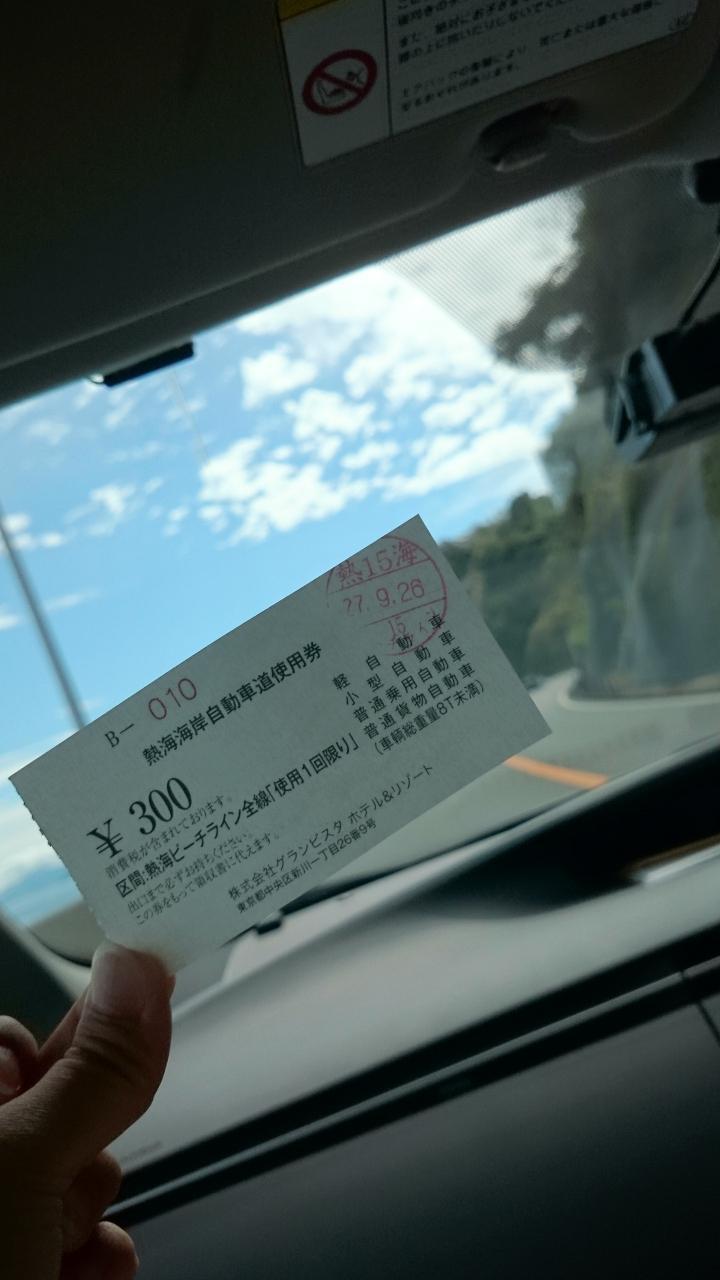 B－ 010
熱15海
27.9.26
熱海海岸自動車道使用券
軽自動車
小型自動車
普通乗用自動車
普通貨物自動車
(車輌総重量8T未満)
¥ 300
消費税が含まれております。
区間:熱海ビーチライン全線「使用1回限り」
出口まで必ずお持ちください。
この券をもって領収書に代えます。
株式会社グランビスタ ホテル&リゾート
東京都中央区新川一丁目26番9号